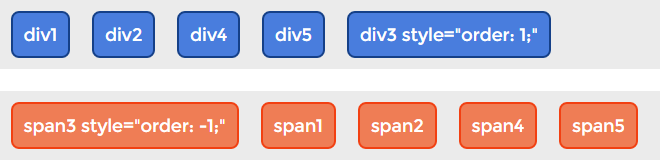 div1 div2 div4 div5 div3 style="order: 1;"
span3 style="order: -1;" span1 span2 span4 span5